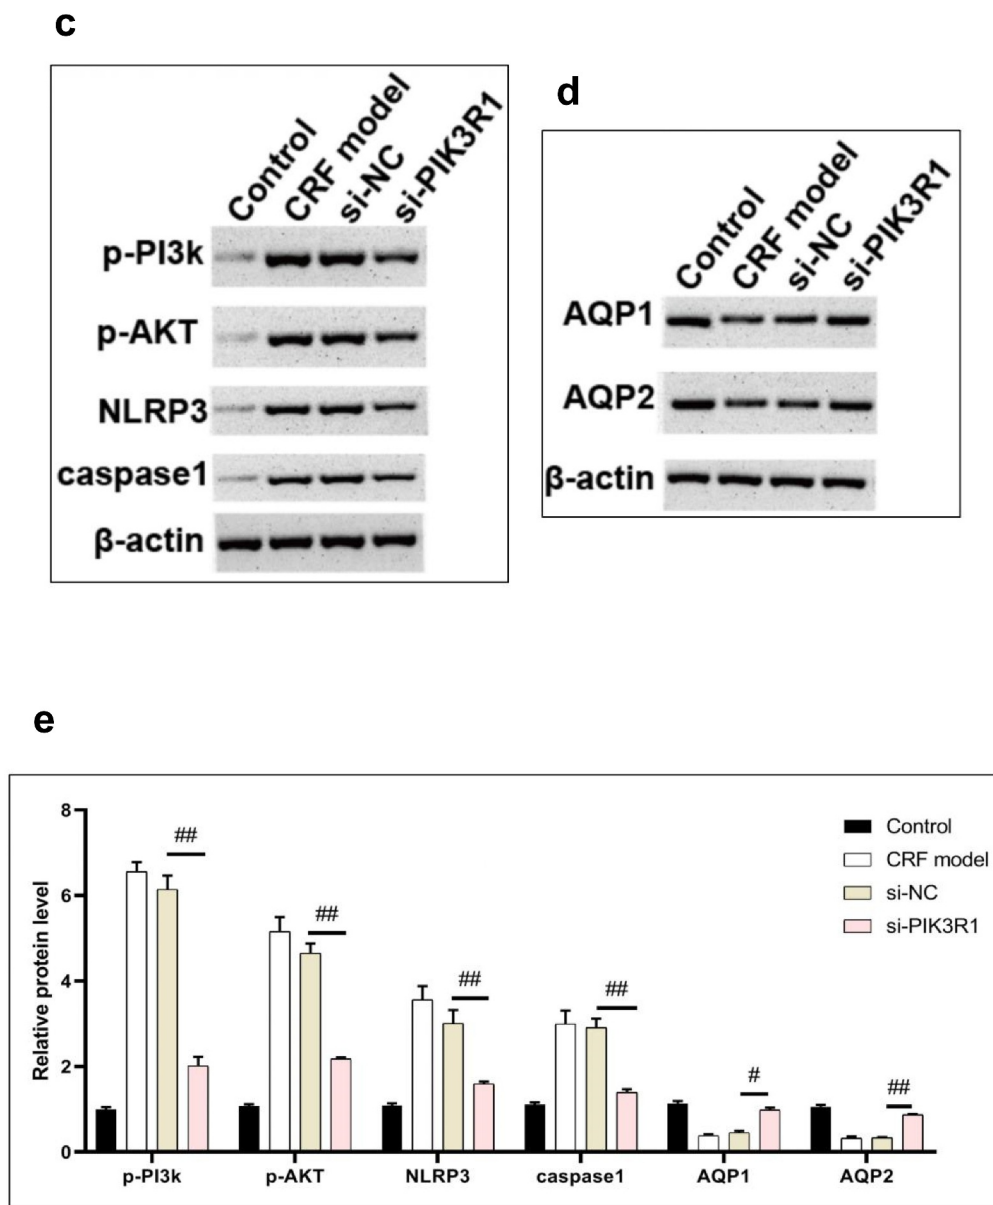 c
Control
CRF model
si-NC
si-PIK3R1
p-PI3k
p-AKT
NLRP3
caspase1
β-actin
d
Control
CRF model
si-NC
si-PIK3R1
AQP1
AQP2
β-actin
e
Relative protein level
8
6
4
2
0
##
##
##
##
#
##
Control
CRF model
si-NC
si-PIK3R1
p-PI3k p-AKT NLRP3 caspase1 AQP1 AQP2